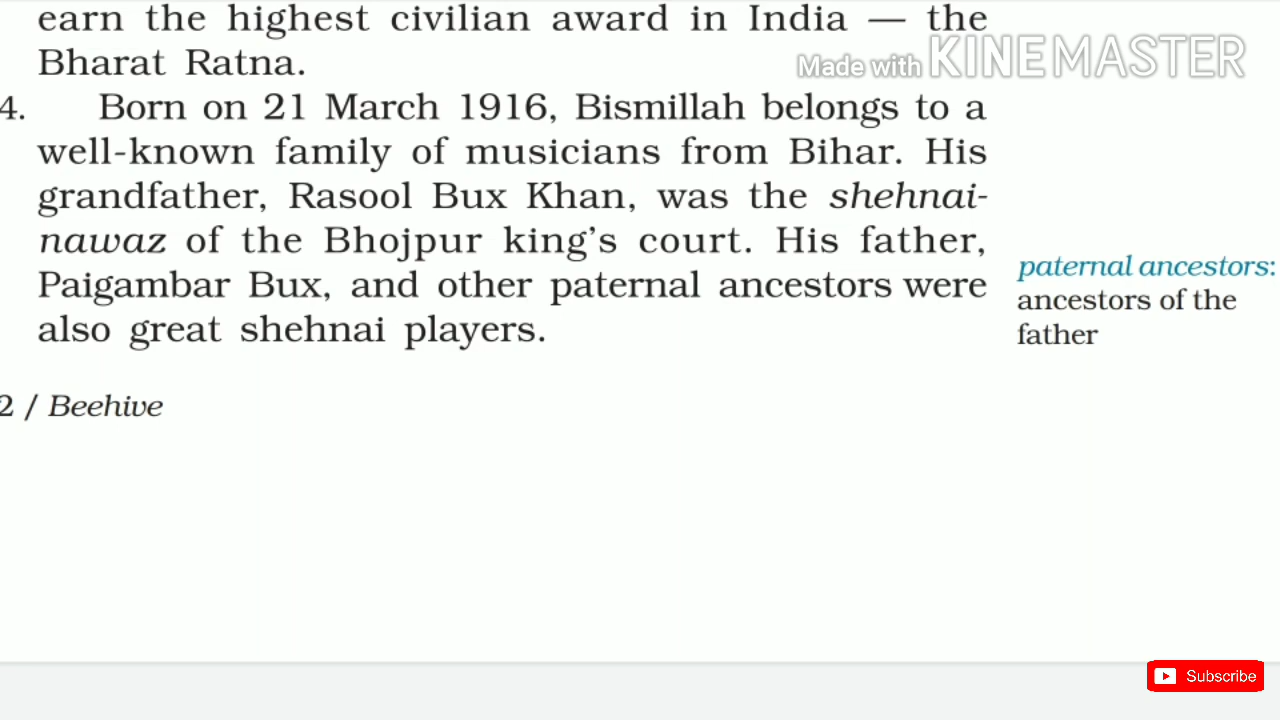 earn the highest civilian award in India — the
Bharat Ratna.
Made with KINEMASTER
4. Born on 21 March 1916, Bismillah belongs to a
well-known family of musicians from Bihar. His
grandfather, Rasool Bux Khan, was the shehnai-
nawaz of the Bhojpur king's court. His father,
Paigambar Bux, and other paternal ancestors were
also great shehnai players.
paternal ancestors:
ancestors of the
father
2 / Beehive
Subscribe